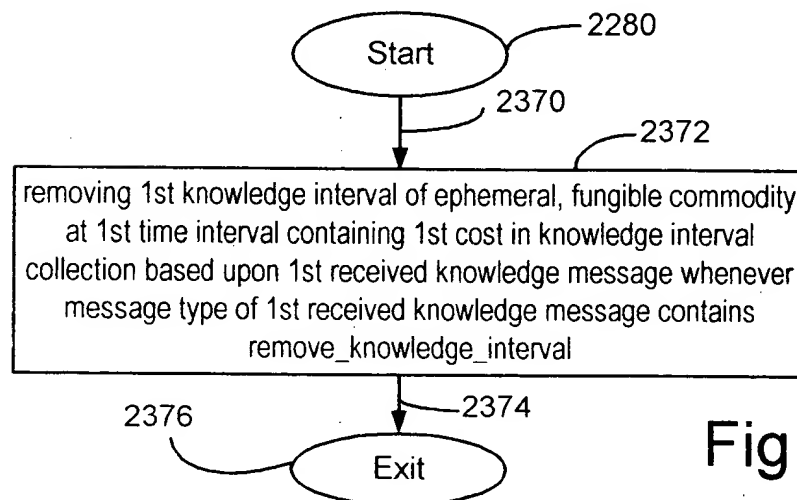 Start
2280
2370
2372
removing 1st knowledge interval of ephemeral, fungible commodity
at 1st time interval containing 1st cost in knowledge interval
collection based upon 1st received knowledge message whenever
message type of 1st received knowledge message contains
remove_knowledge_interval
2376
2374
Exit
Fig